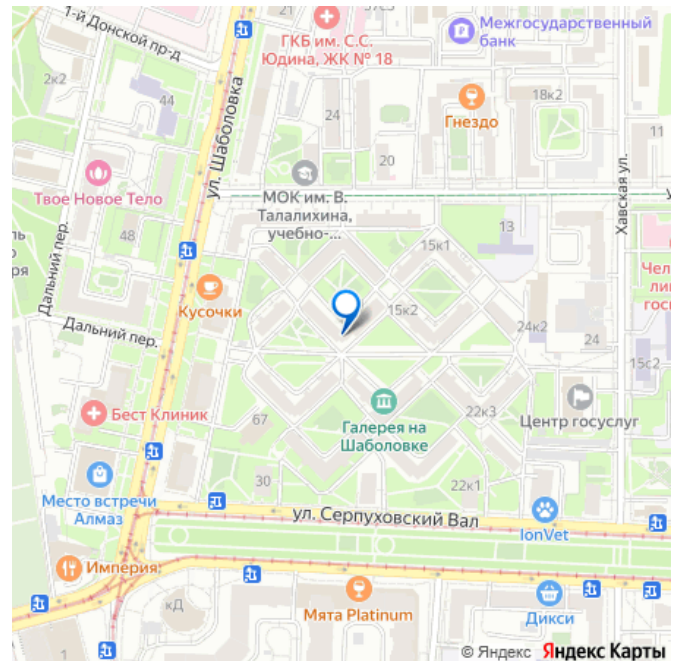 1-й Донской пр-д
21
ГКБ им. С.С.
Юдина, ЖК № 18
Межгосударственный
банк
2к2
44
ул. Шаболовка
24
Гнездо
18к2
20
11
Хавская ул.
Твое Новое Тело
МОК им. В.
Талалихина,
учебно-...
48
13
15к1
Дальний пер.
Кусочки
15к2
Дальний пер.
24к2
24
15с2
Бест Клиник
67
Галерея на
Шаболовке
22к3
Центр госуслуг
Место встречи
Алмаз
30
22к1
ул. Серпуховский Вал
IonVet
Империя
кД
Мята Platinum
Дикси
1
© Яндекс Яндекс Карты